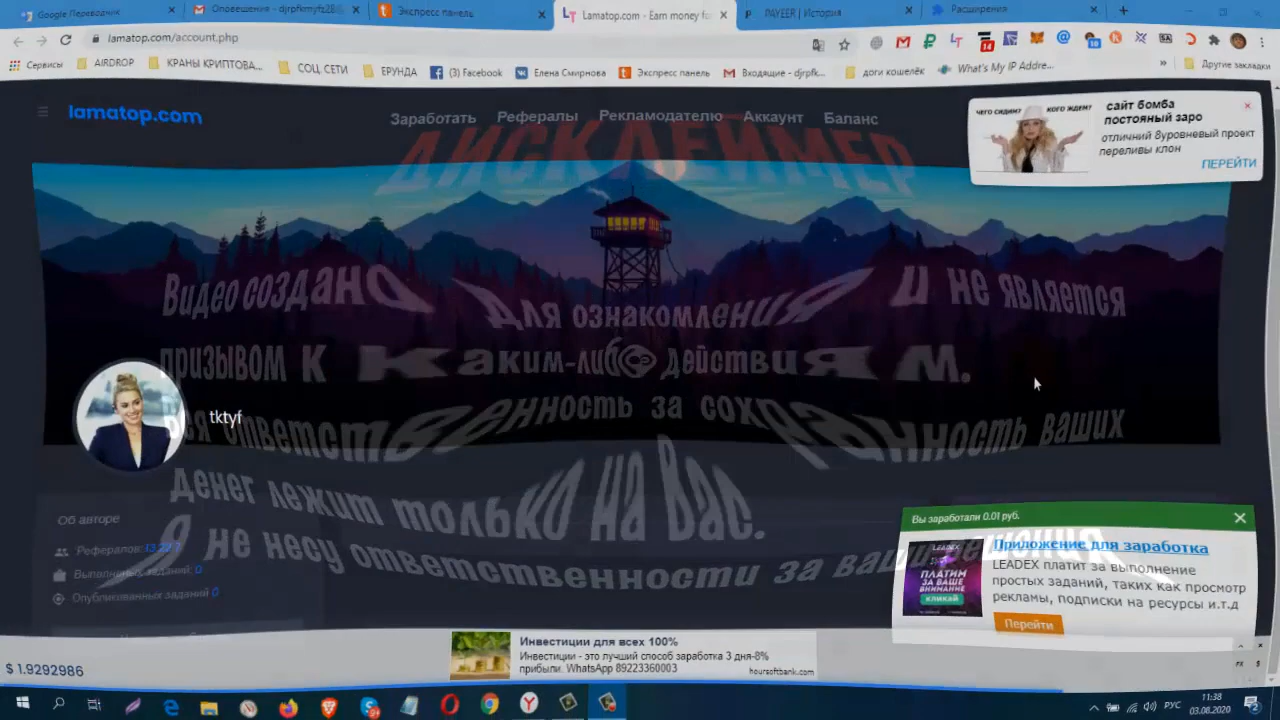 Google Переводчик
Оповещения - djrpfkmyfz28
Экспресс панель
Lamatop.com - Earn money fo
PAYEER | История
Расширения
lamatop.com/account.php
Сервисы
AIRDROP
КРАНЫ КРИПТОВА...
СОЦ. СЕТИ
ЕРУНДА
(3) Facebook
Елена Смирнова
Экспресс панель
Входящие - djrpfk...
доги кошелёк
What's My IP Addre...
Другие закладки
lamatop.com
Заработать
Рефералы
Рекламодателю
Аккаунт
Баланс
ЧЕГО СИДИМ? КОГО ЖДЕМ?
сайт бомба
постоянный заро
отличний 8уровневый проект
переливы клон
ПЕРЕЙТИ
ДИСКЛЕЙМЕР
Видео создано для ознакомления и не является
призывом к каким-либо действиям.
ся ответственность за сохранность ваших
денег лежит только на Вас.
Я не несу ответственности за ваши
tktyf
Об авторе
Рефералов:
Выполнных заданий: 0
Опубликованных заданий 0
Вы заработали 0.01 руб.
LEADEX
ПЛАТИМ
ЗА ВАШЕ
ВНИМАНИЕ
КЛИКАЙ
Приложение для заработка
LEADEX платит за выполнение
простых заданий, таких как просмотр
рекламы, подписки на ресурсы и.т.д
Перейти
$ 1.9292986
Инвестиции для всех 100%
Инвестиции - это лучший способ заработка 3 дня-8%
прибыли. WhatsApp 89223360003
hoursoftbank.com
РУС
11:38
03.08.2020